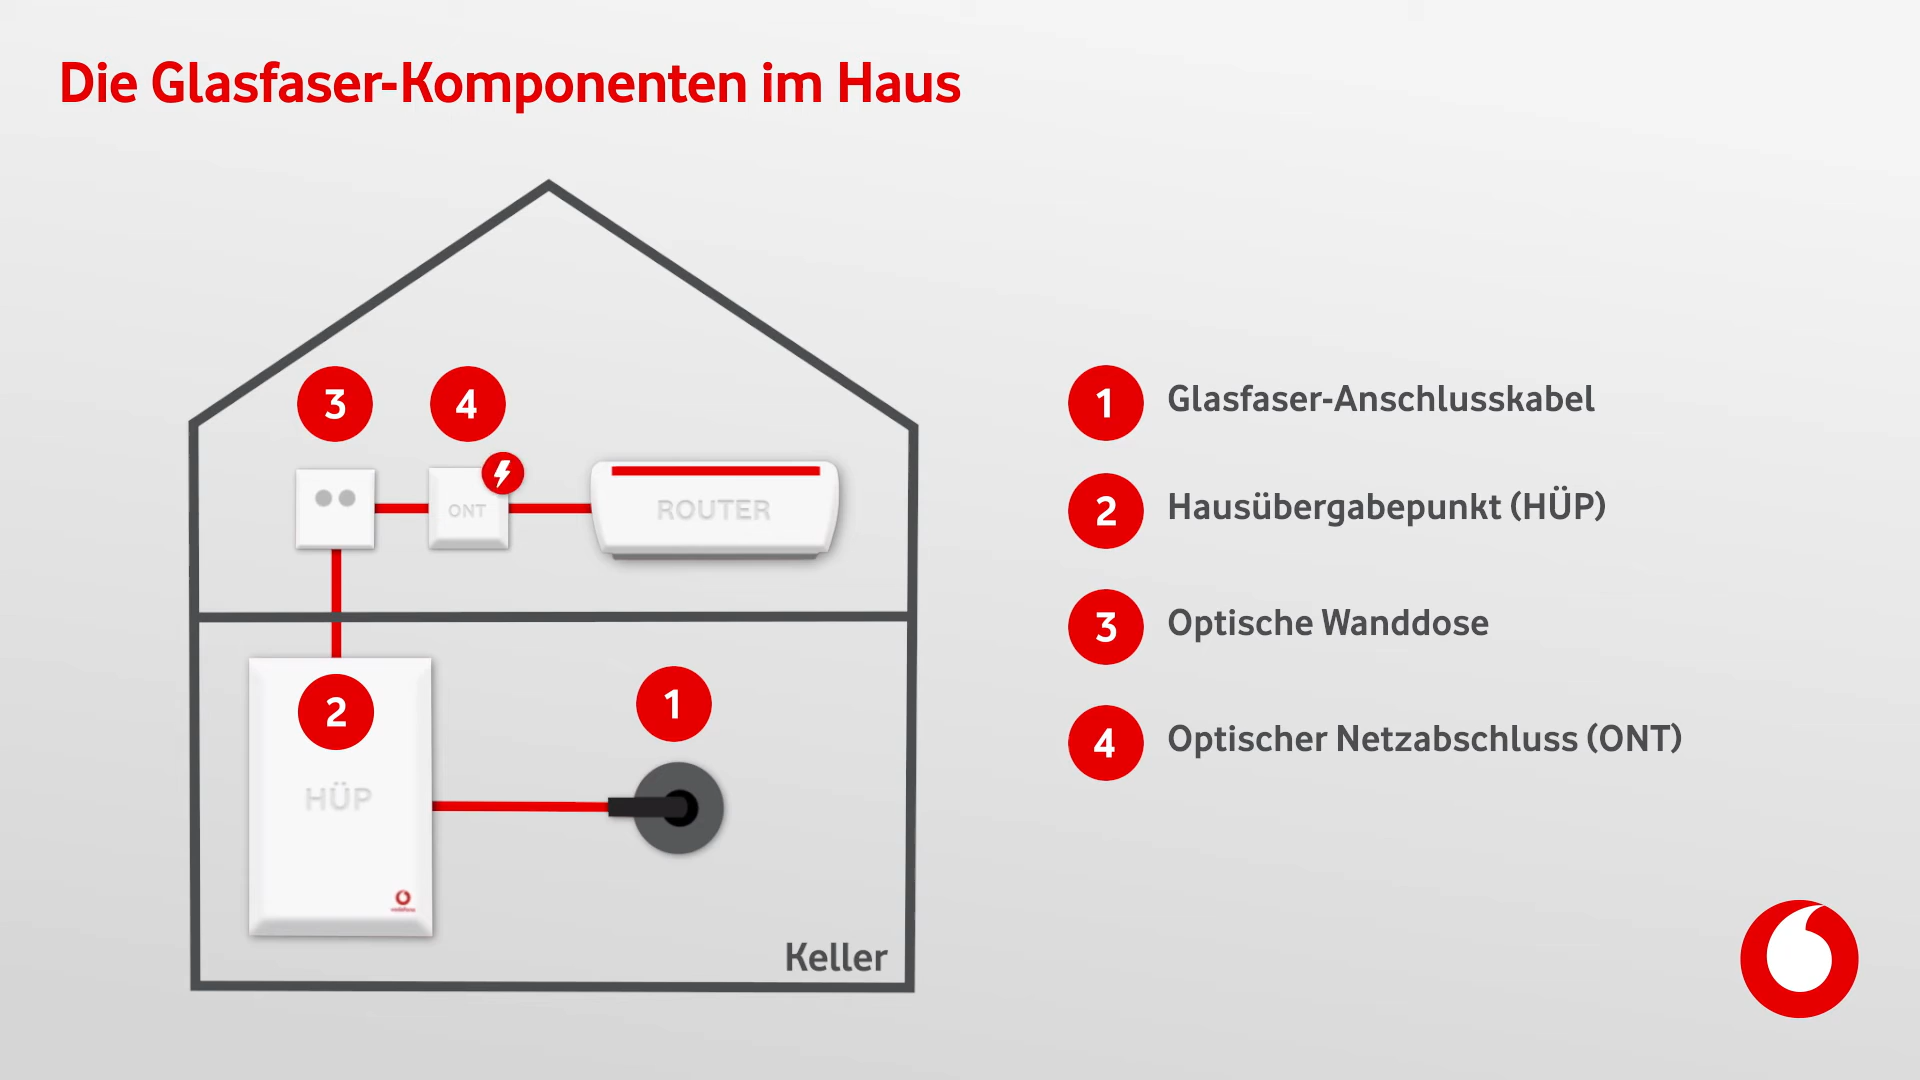 Die Glasfaser-Komponenten im Haus
3
4
ONT
ROUTER
2
HÜP
1
Keller
1 Glasfaser-Anschlusskabel
2 Hausübergabepunkt (HÜP)
3 Optische Wanddose
4 Optischer Netzabschluss (ONT)